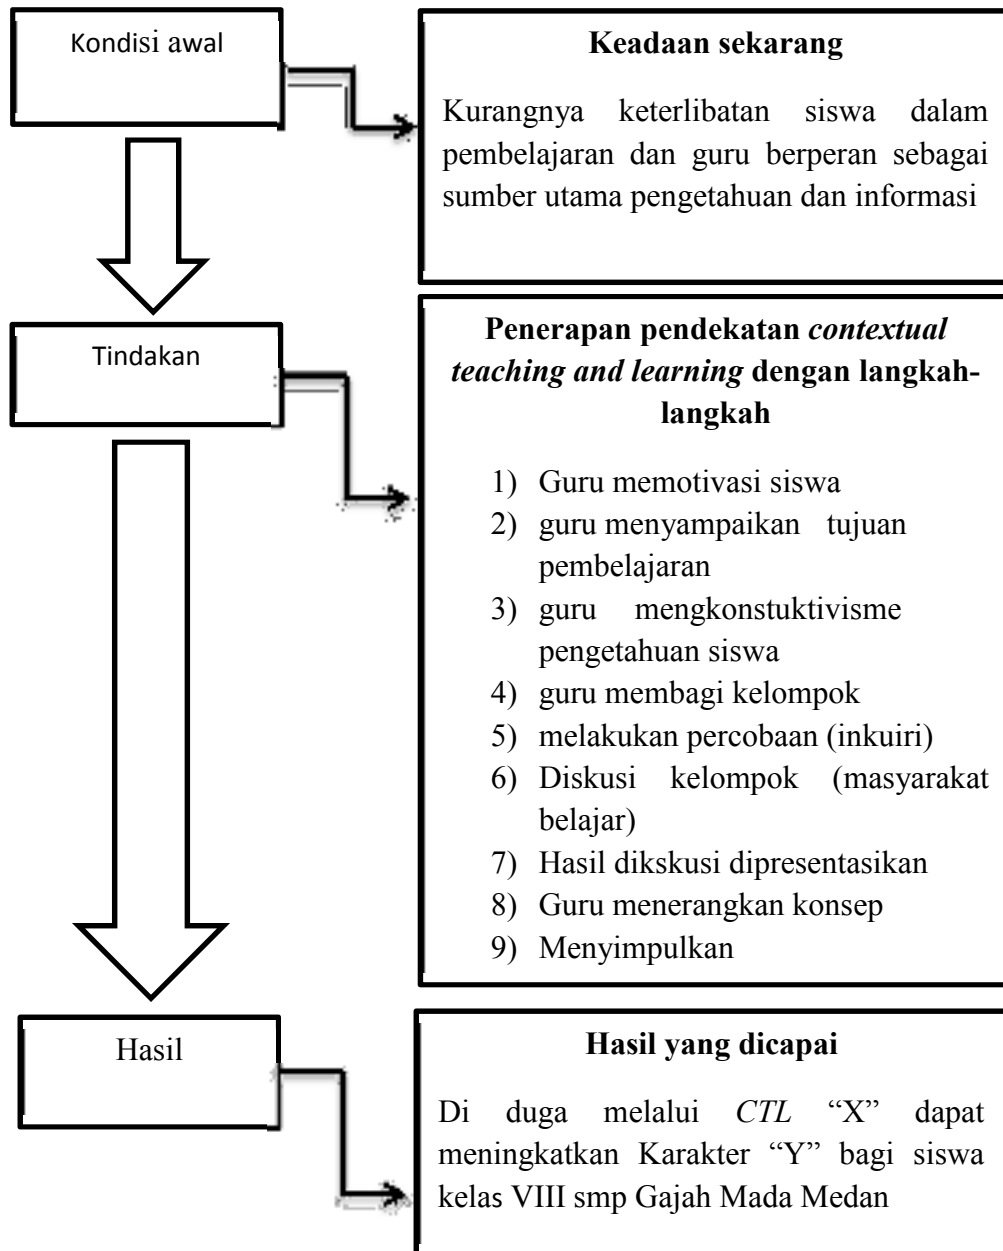 Kondisi awal
Keadaan sekarang
Kurangnya keterlibatan siswa dalam
pembelajaran dan guru berperan sebagai
sumber utama pengetahuan dan informasi
Tindakan
Penerapan pendekatan contextual
teaching and learning dengan langkah-
langkah
1) Guru memotivasi siswa
2) guru menyampaikan tujuan
pembelajaran
3) guru mengkonstuktivisme
pengetahuan siswa
4) guru membagi kelompok
5) melakukan percobaan (inkuiri)
6) Diskusi kelompok (masyarakat
belajar)
7) Hasil dikskusi dipresentasikan
8) Guru menerangkan konsep
9) Menyimpulkan
Hasil
Hasil yang dicapai
Di duga melalui CTL “X” dapat
meningkatkan Karakter “Y” bagi siswa
kelas VIII smp Gajah Mada Medan